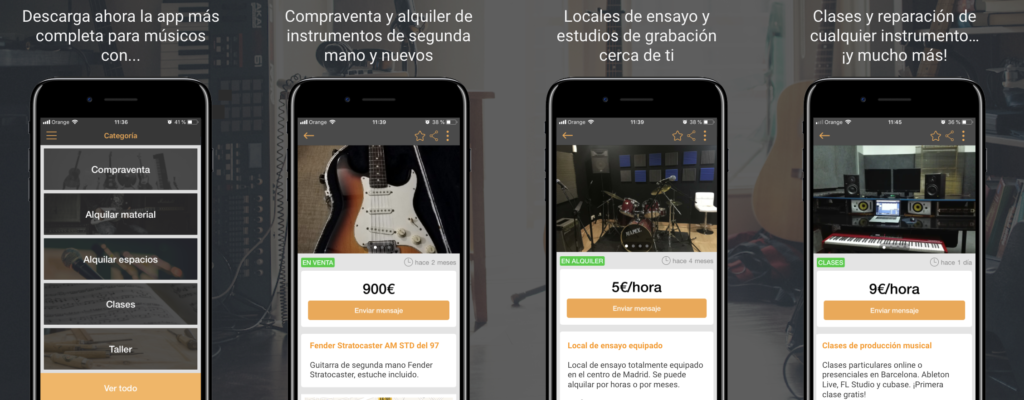 Descarga ahora la app más
completa para músicos
con...
Orange 11:36 41 %
Categoría
Compraventa
Alquilar material
Alquilar espacios
Clases
Taller
Ver todo
Compraventa y alquiler de
instrumentos de segunda
mano y nuevos
Orange 11:39 38 %
EN VENTA hace 2 meses
900€
Enviar mensaje
Fender Stratocaster AM STD del 97
Guitarra de segunda mano Fender
Stratocaster, estuche incluido.
Locales de ensayo y
estudios de grabación
cerca de ti
Orange 11:39 38 %
EN ALQUILER hace 4 meses
5€/hora
Enviar mensaje
Local de ensayo equipado
Local de ensayo totalmente equipado
en el centro de Madrid. Se puede
alquilar por horas o por meses.
Clases y reparación de
cualquier instrumento...
¡y mucho más!
Orange 11:45 36 %
CLASES hace 1 día
9€/hora
Enviar mensaje
Clases de producción musical
Clases particulares online o
presenciales en Barcelona. Ableton
Live, FL Studio y cubase. ¡Primera
clase gratis!